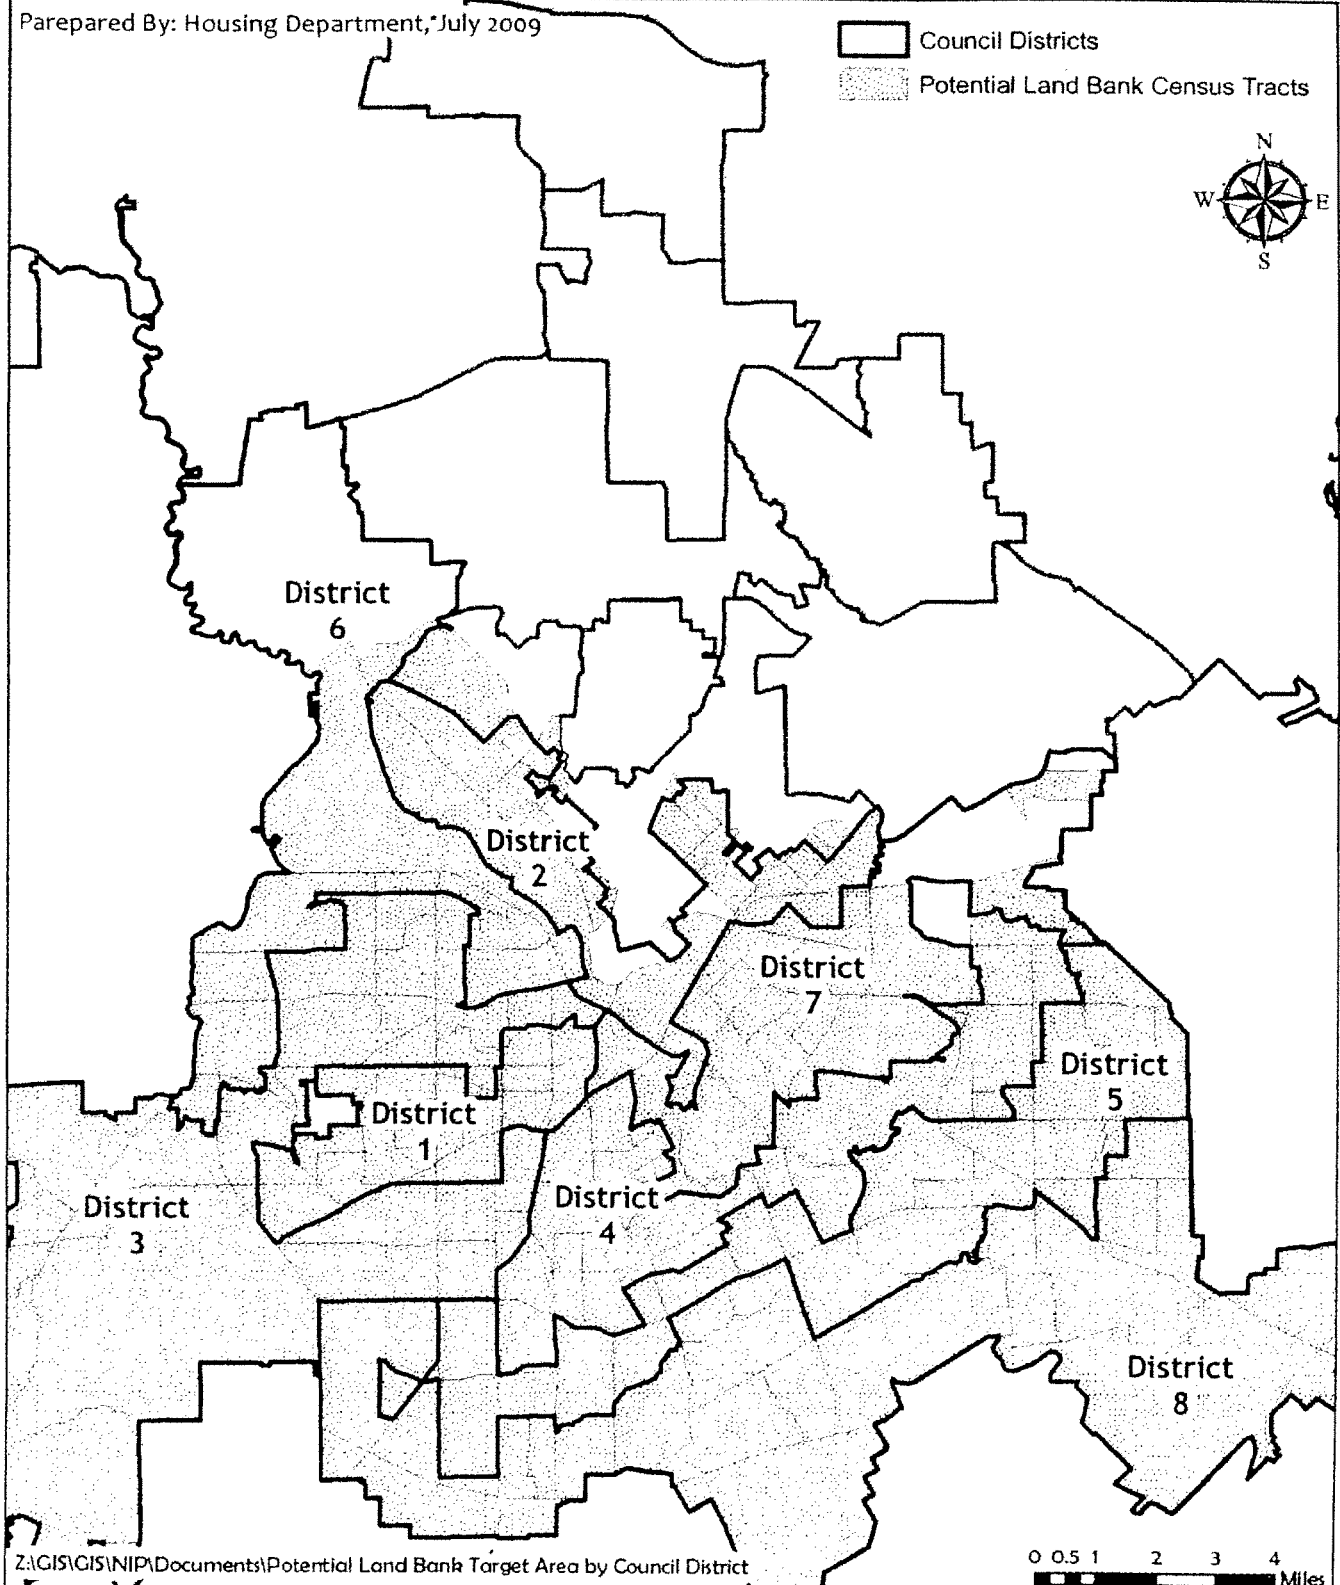 Parepared By: Housing Department, July 2009
Council Districts
Potential Land Bank Census Tracts
N
W E
S
District
6
District
2
District
7
District
5
District
1
District
4
District
3
District
8
Z:\GIS\GIS\NIP\Documents\Potential Land Bank Target Area by Council District
0 0.5 1 2 3 4
Miles